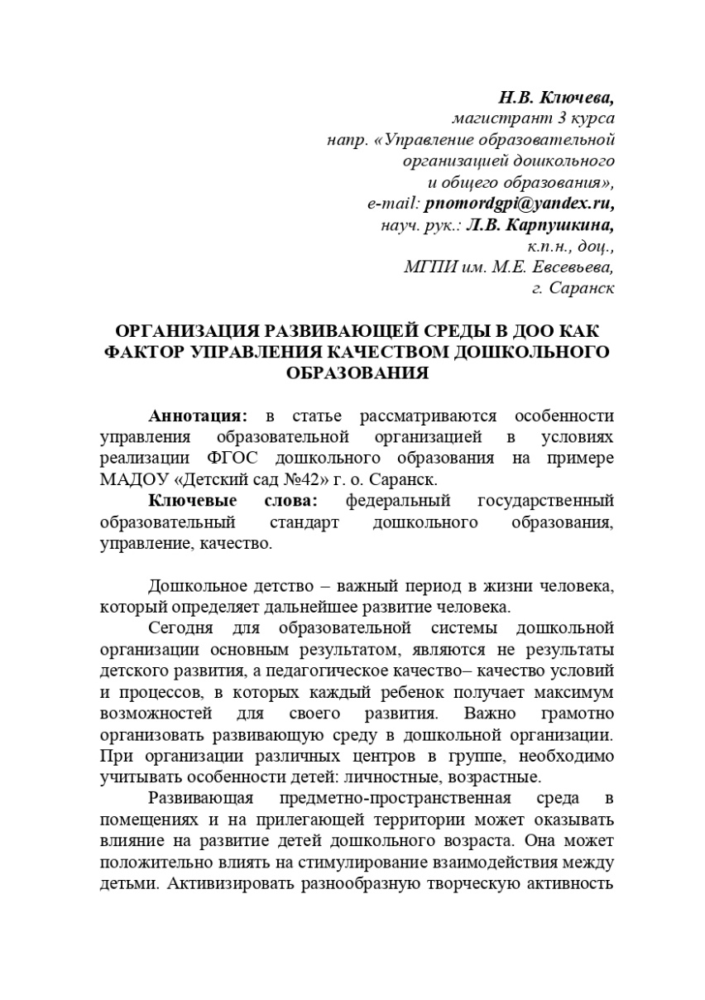 Н.В. Ключева,
магистрант 3 курса
напр. «Управление образовательной
организацией дошкольного
и общего образования»,
e-mail: pnomordgpi@yandex.ru,
науч. рук.: Л.В. Карпушкина,
к.п.н., доц.,
МГПИ им. М.Е. Евсевьева,
г. Саранск
ОРГАНИЗАЦИЯ РАЗВИВАЮЩЕЙ СРЕДЫ В ДОО КАК
ФАКТОР УПРАВЛЕНИЯ КАЧЕСТВОМ ДОШКОЛЬНОГО
ОБРАЗОВАНИЯ
Аннотация: в статье рассматриваются особенности
управления образовательной организацией в условиях
реализации ФГОС дошкольного образования на примере
МАДОУ «Детский сад №42» г. о. Саранск.
Ключевые слова: федеральный государственный
образовательный стандарт дошкольного образования,
управление, качество.
Дошкольное детство – важный период в жизни человека,
который определяет дальнейшее развитие человека.
Сегодня для образовательной системы дошкольной
организации основным результатом, являются не результаты
детского развития, а педагогическое качество– качество условий
и процессов, в которых каждый ребенок получает максимум
возможностей для своего развития. Важно грамотно
организовать развивающую среду в дошкольной организации.
При организации различных центров в группе, необходимо
учитывать особенности детей: личностные, возрастные.
Развивающая предметно-пространственная среда в
помещениях и на прилегающей территории может оказывать
влияние на развитие детей дошкольного возраста. Она может
положительно влиять на стимулирование взаимодействия между
детьми. Активизировать разнообразную творческую активность